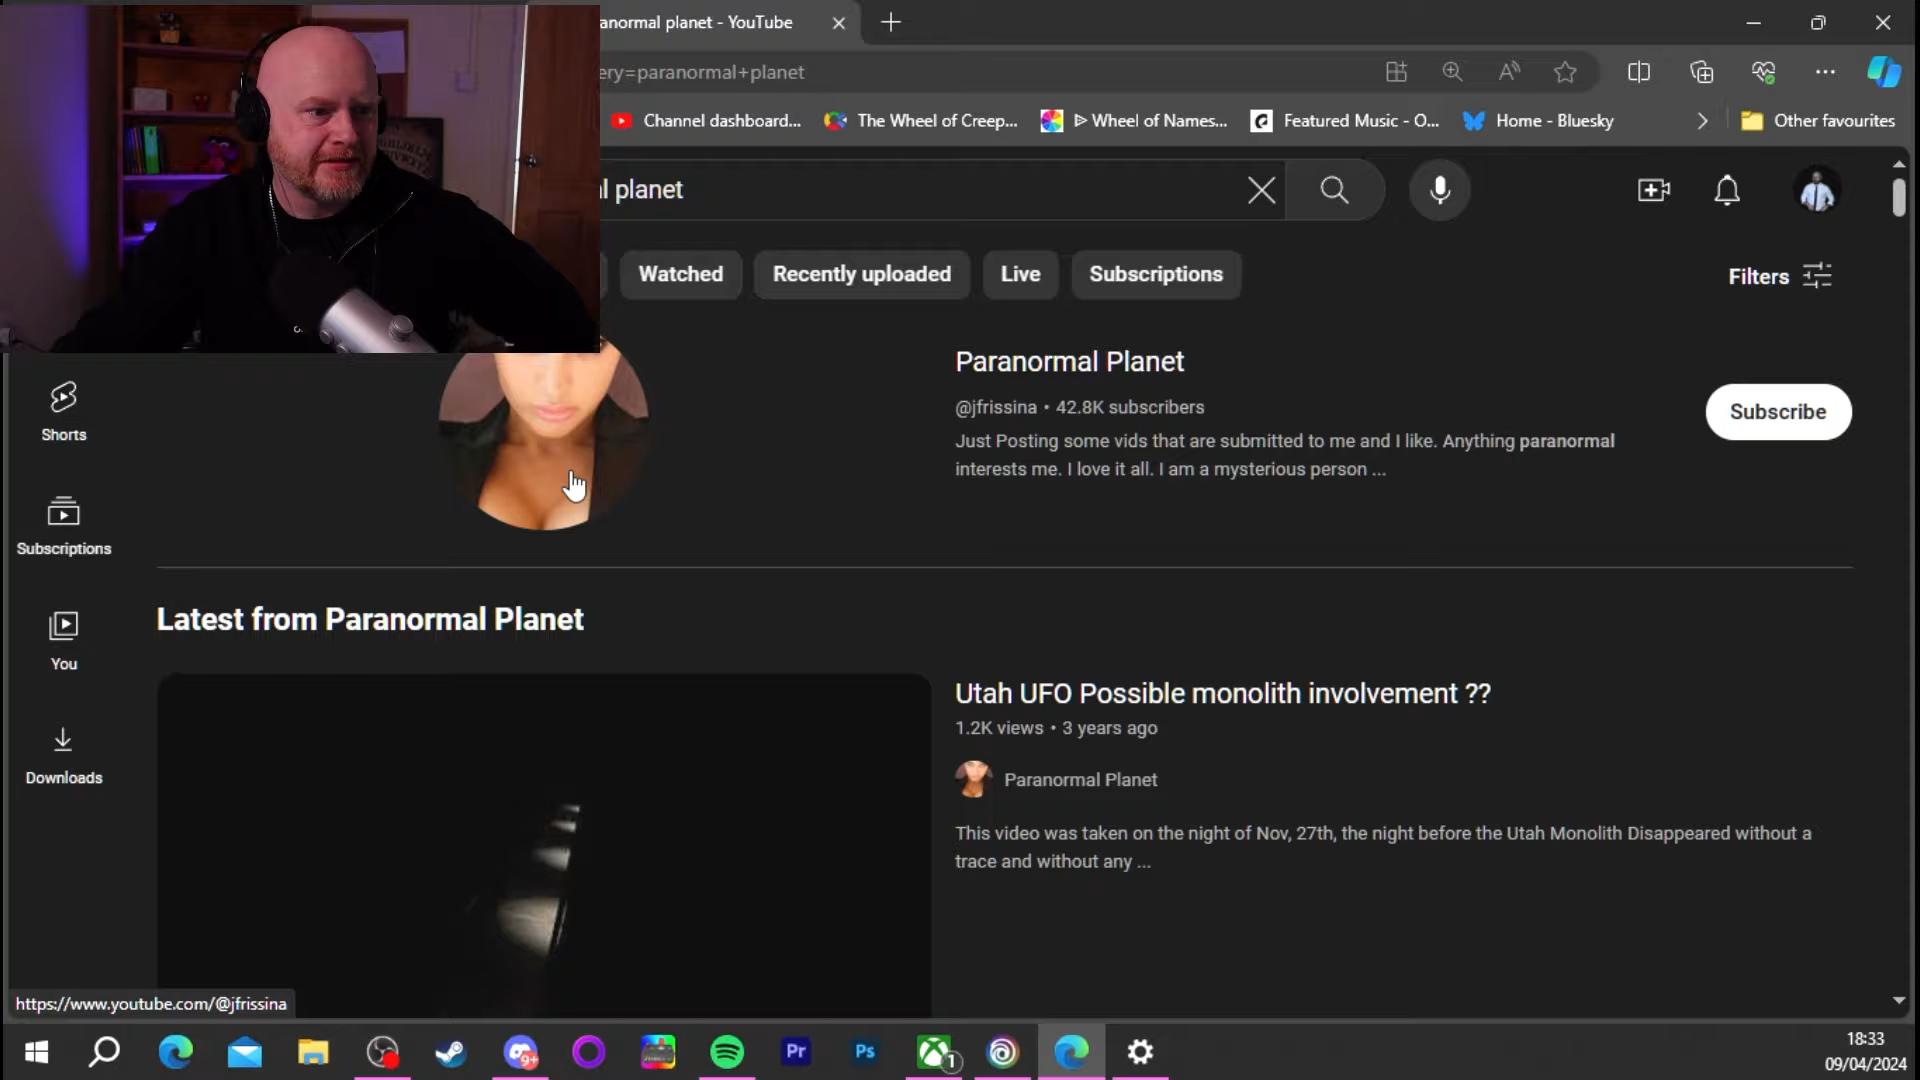 anormal planet - YouTube
ery=paranormal+planet
Channel dashboard...
The Wheel of Creep...
Wheel of Names...
Featured Music - O...
Home - Bluesky
Other favourites
l planet
Watched
Recently uploaded
Live
Subscriptions
Filters
Paranormal Planet
@jfrissina • 42.8K subscribers
Just Posting some vids that are submitted to me and I like. Anything paranormal
interests me. I love it all. I am a mysterious person ...
Subscribe
Shorts
Subscriptions
You
Downloads
Latest from Paranormal Planet
Utah UFO Possible monolith involvement ??
1.2K views • 3 years ago
Paranormal Planet
This video was taken on the night of Nov, 27th, the night before the Utah Monolith Disappeared without a
trace and without any ...
https://www.youtube.com/@jfrissina
9+
Pr
Ps
1
18:33
09/04/2024